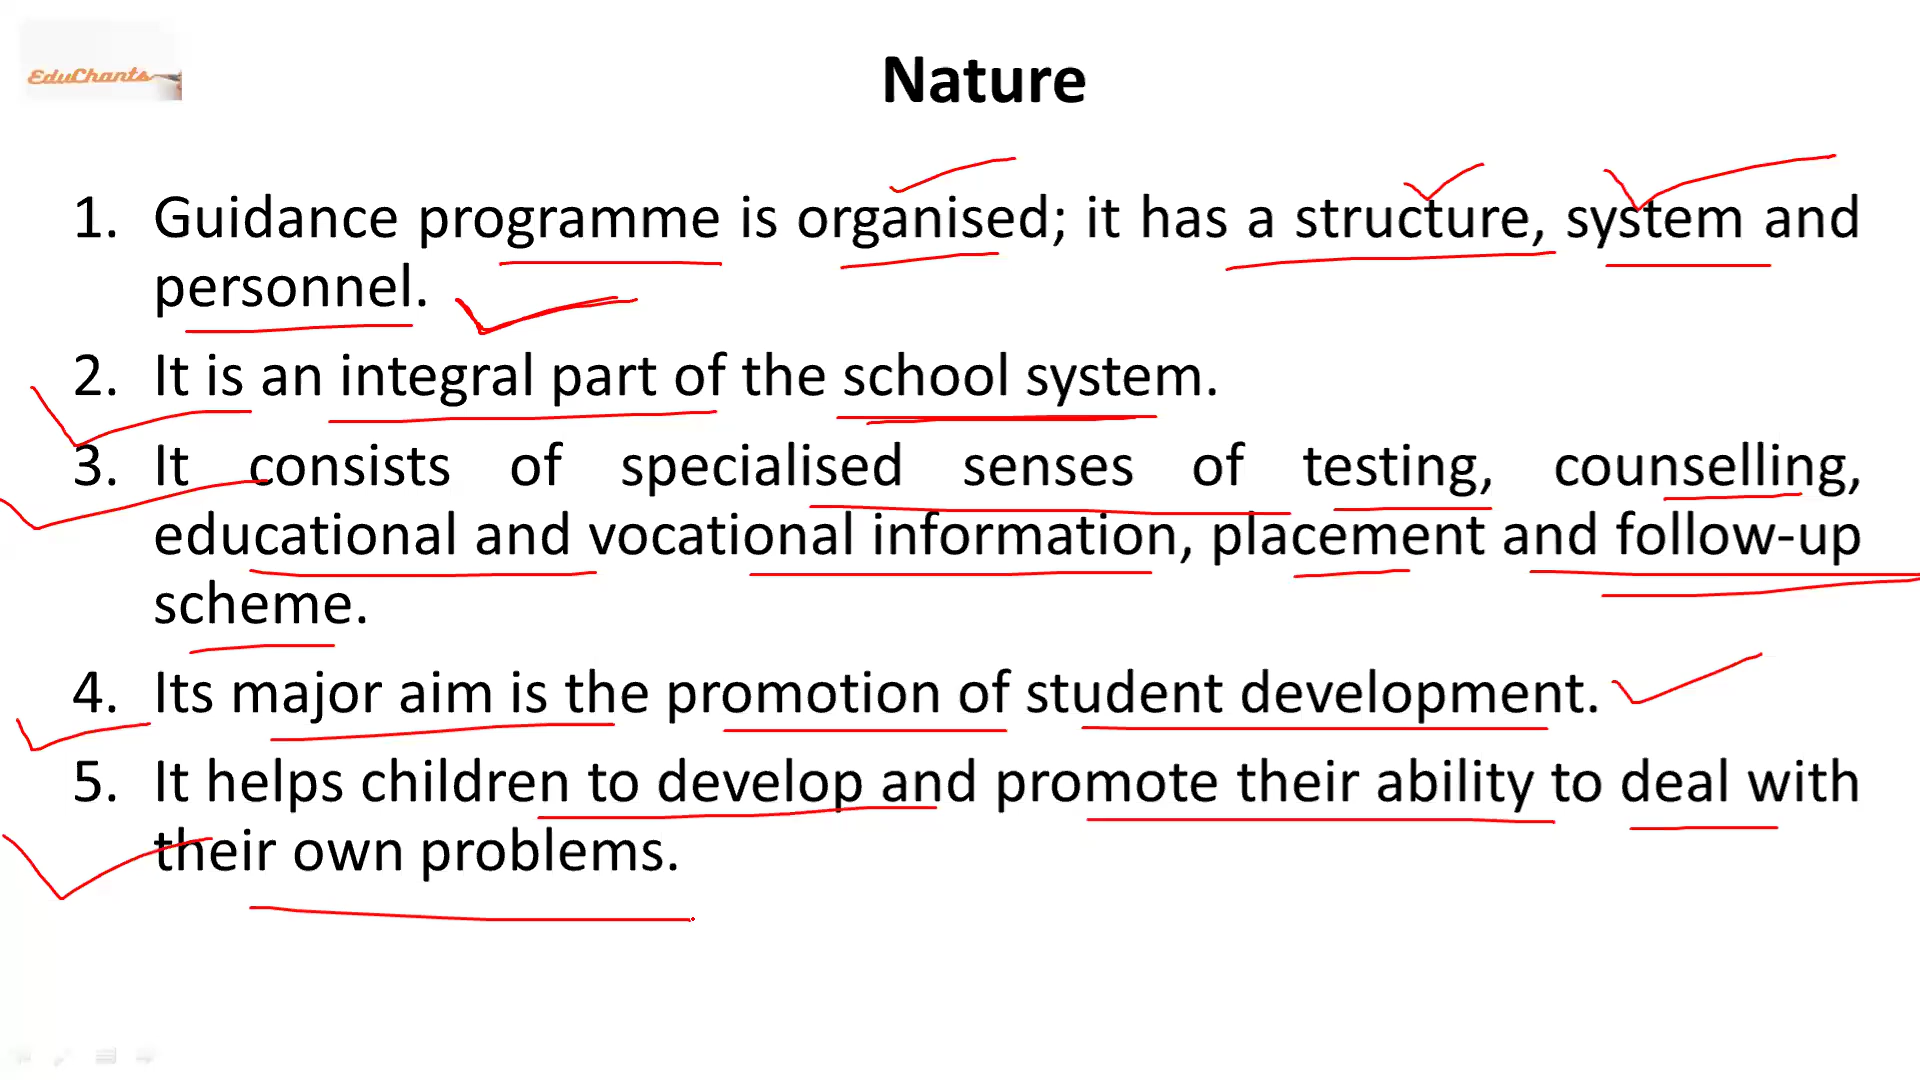 EduChants
Nature
1. Guidance programme is organised; it has a structure, system and
personnel.
2. It is an integral part of the school system.
3. It consists of specialised senses of testing, counselling,
educational and vocational information, placement and follow-up
scheme.
4. Its major aim is the promotion of student development.
5. It helps children to develop and promote their ability to deal with
their own problems.